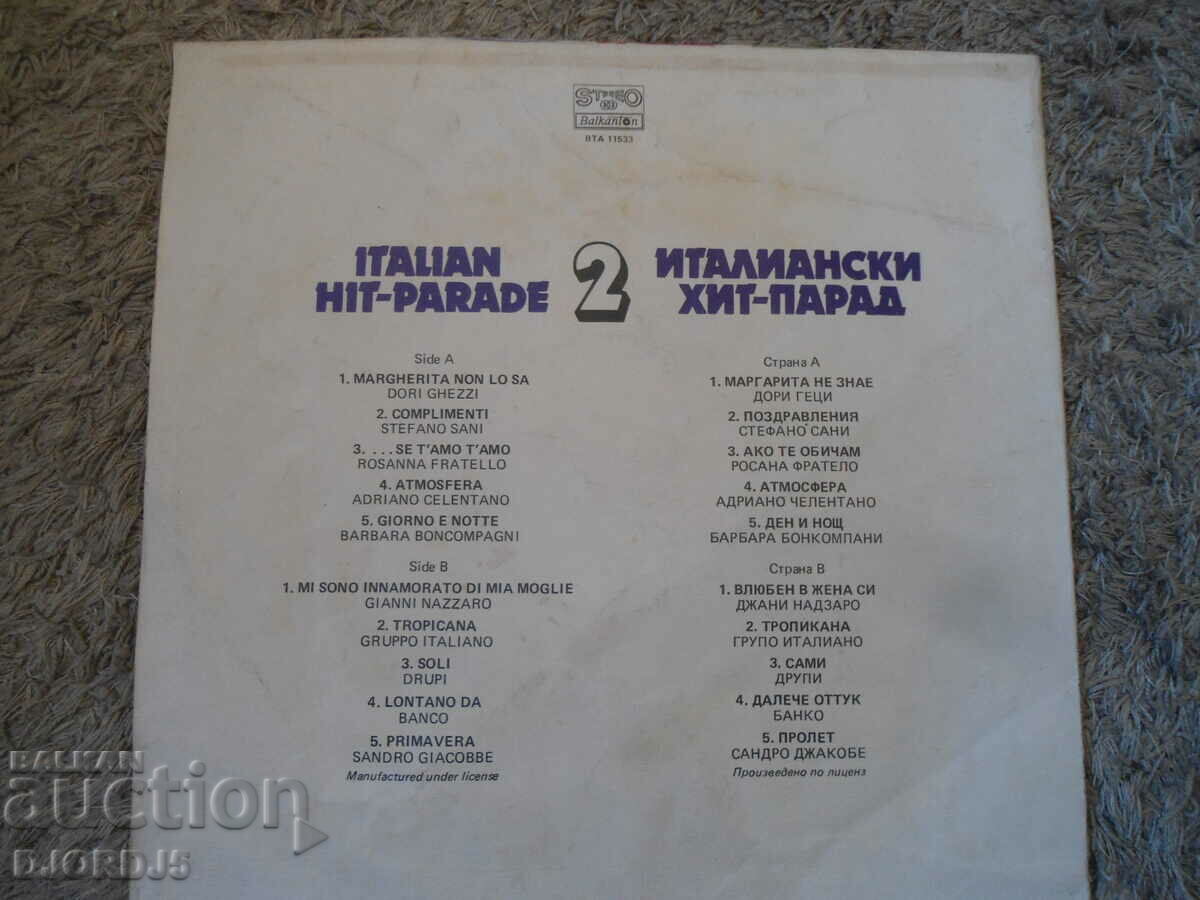 STEREO
Balkanton
BTA 11533
ITALIAN
HIT-PARADE
2
ИТАЛИАНСКИ
ХИТ-ПАРАД
Side A
1. MARGHERITA NON LO SA
DORI GHEZZI
2. COMPLIMENTI
STEFANO SANI
3. ...SE T'AMO T'AMO
ROSANNA FRATELLO
4. ATMOSFERA
ADRIANO CELENTANO
5. GIORNO E NOTTE
BARBARA BONCOMPAGNI
Side B
1. MI SONO INNAMORATO DI MIA MOGLIE
GIANNI NAZZARO
2. TROPICANA
GRUPPO ITALIANO
3. SOLI
DRUPI
4. LONTANO DA
BANCO
5. PRIMAVERA
SANDRO GIACOBBE
Manufactured under license
Страна А
1. МАРГАРИТА НЕ ЗНАЕ
ДОРИ ГЕЦИ
2. ПОЗДРАВЛЕНИЯ
СТЕФАНО САНИ
3. АКО ТЕ ОБИЧАМ
РОСАНА ФРАТЕЛО
4. АТМОСФЕРА
АДРИАНО ЧЕЛЕНТАНО
5. ДЕН И НОЩ
БАРБАРА БОНКОМПАНИ
Страна В
1. ВЛЮБЕН В ЖЕНА СИ
ДЖАНИ НАДЗАРО
2. ТРОПИКАНА
ГРУПО ИТАЛИАНО
3. САМИ
ДРУПИ
4. ДАЛЕЧЕ ОТТУК
БАНКО
5. ПРОЛЕТ
САНДРО ДЖАКОБЕ
Произведено по лиценз
BALKAN
auction
DJORDJ5